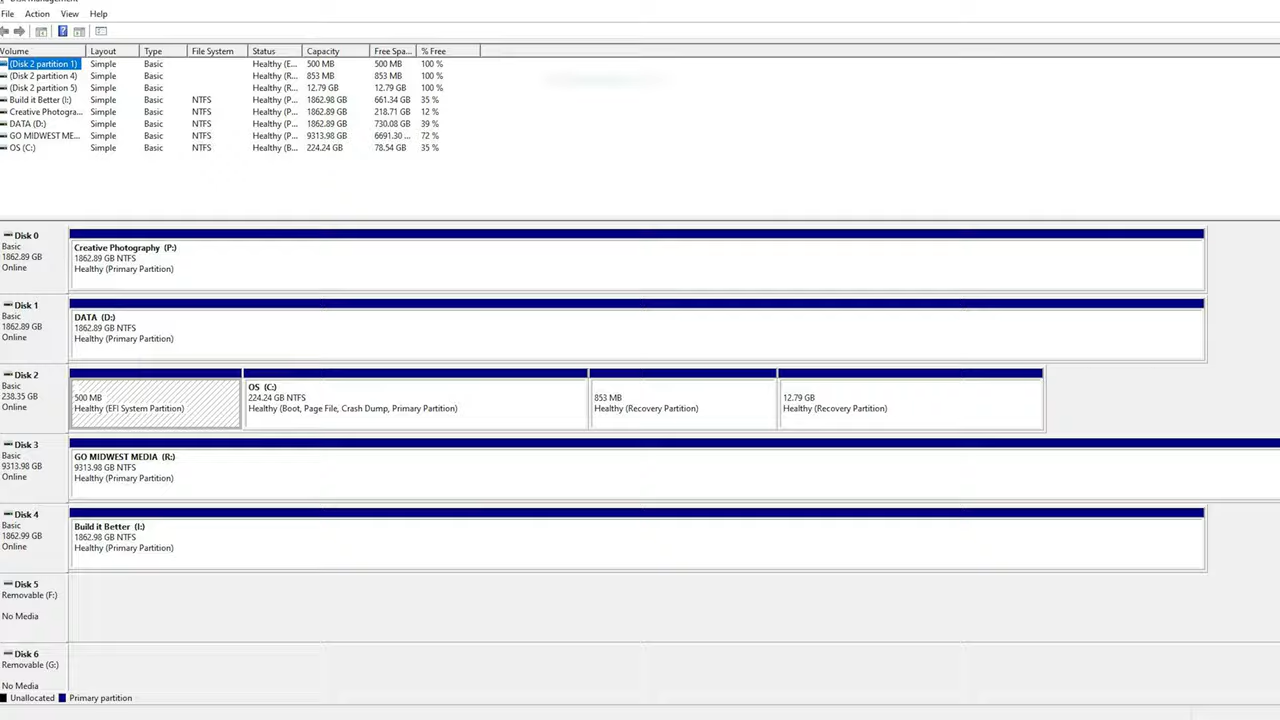 Disk Management
File Action View Help
Volume Layout Type File System Status Capacity Free Spa... % Free
(Disk 2 partition 1) Simple Basic Healthy (E... 500 MB 500 MB 100 %
(Disk 2 partition 4) Simple Basic Healthy (R... 853 MB 853 MB 100 %
(Disk 2 partition 5) Simple Basic Healthy (R... 12.79 GB 12.79 GB 100 %
Build it Better (I:) Simple Basic NTFS Healthy (P... 1862.98 GB 661.34 GB 35 %
Creative Photogra... Simple Basic NTFS Healthy (P... 1862.89 GB 218.71 GB 12 %
DATA (D:) Simple Basic NTFS Healthy (P... 1862.89 GB 730.08 GB 39 %
GO MIDWEST ME... Simple Basic NTFS Healthy (P... 9313.98 GB 6691.30 ... 72 %
OS (C:) Simple Basic NTFS Healthy (B... 224.24 GB 78.54 GB 35 %
Disk 0
Basic
1862.89 GB
Online
Creative Photography (P:)
1862.89 GB NTFS
Healthy (Primary Partition)
Disk 1
Basic
1862.89 GB
Online
DATA (D:)
1862.89 GB NTFS
Healthy (Primary Partition)
Disk 2
Basic
238.35 GB
Online
500 MB
Healthy (EFI System Partition)
OS (C:)
224.24 GB NTFS
Healthy (Boot, Page File, Crash Dump, Primary Partition)
853 MB
Healthy (Recovery Partition)
12.79 GB
Healthy (Recovery Partition)
Disk 3
Basic
9313.98 GB
Online
GO MIDWEST MEDIA (R:)
9313.98 GB NTFS
Healthy (Primary Partition)
Disk 4
Basic
1862.99 GB
Online
Build it Better (I:)
1862.98 GB NTFS
Healthy (Primary Partition)
Disk 5
Removable (F:)
No Media
Disk 6
Removable (G:)
No Media
Unallocated Primary partition